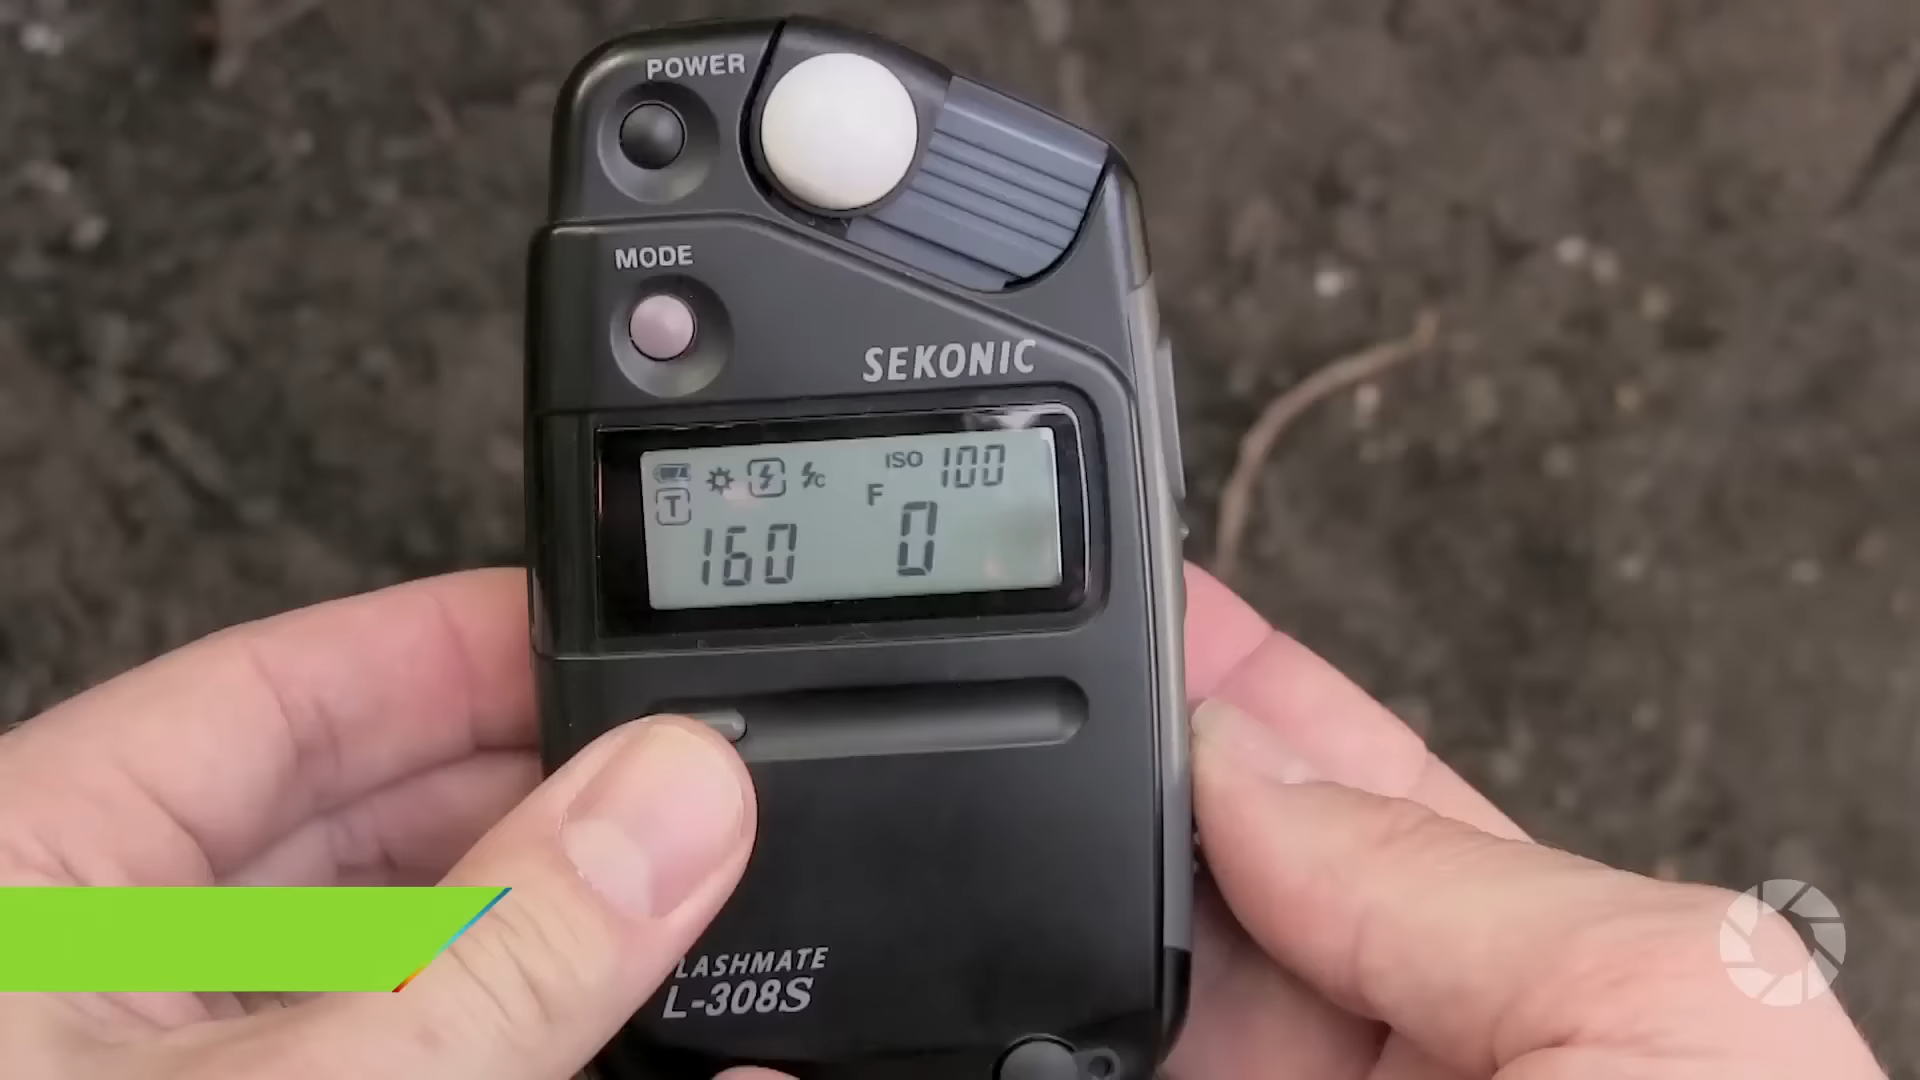 POWER
MODE
SEKONIC
ISO 100
T
F
160 0
LASHMATE
L-308S